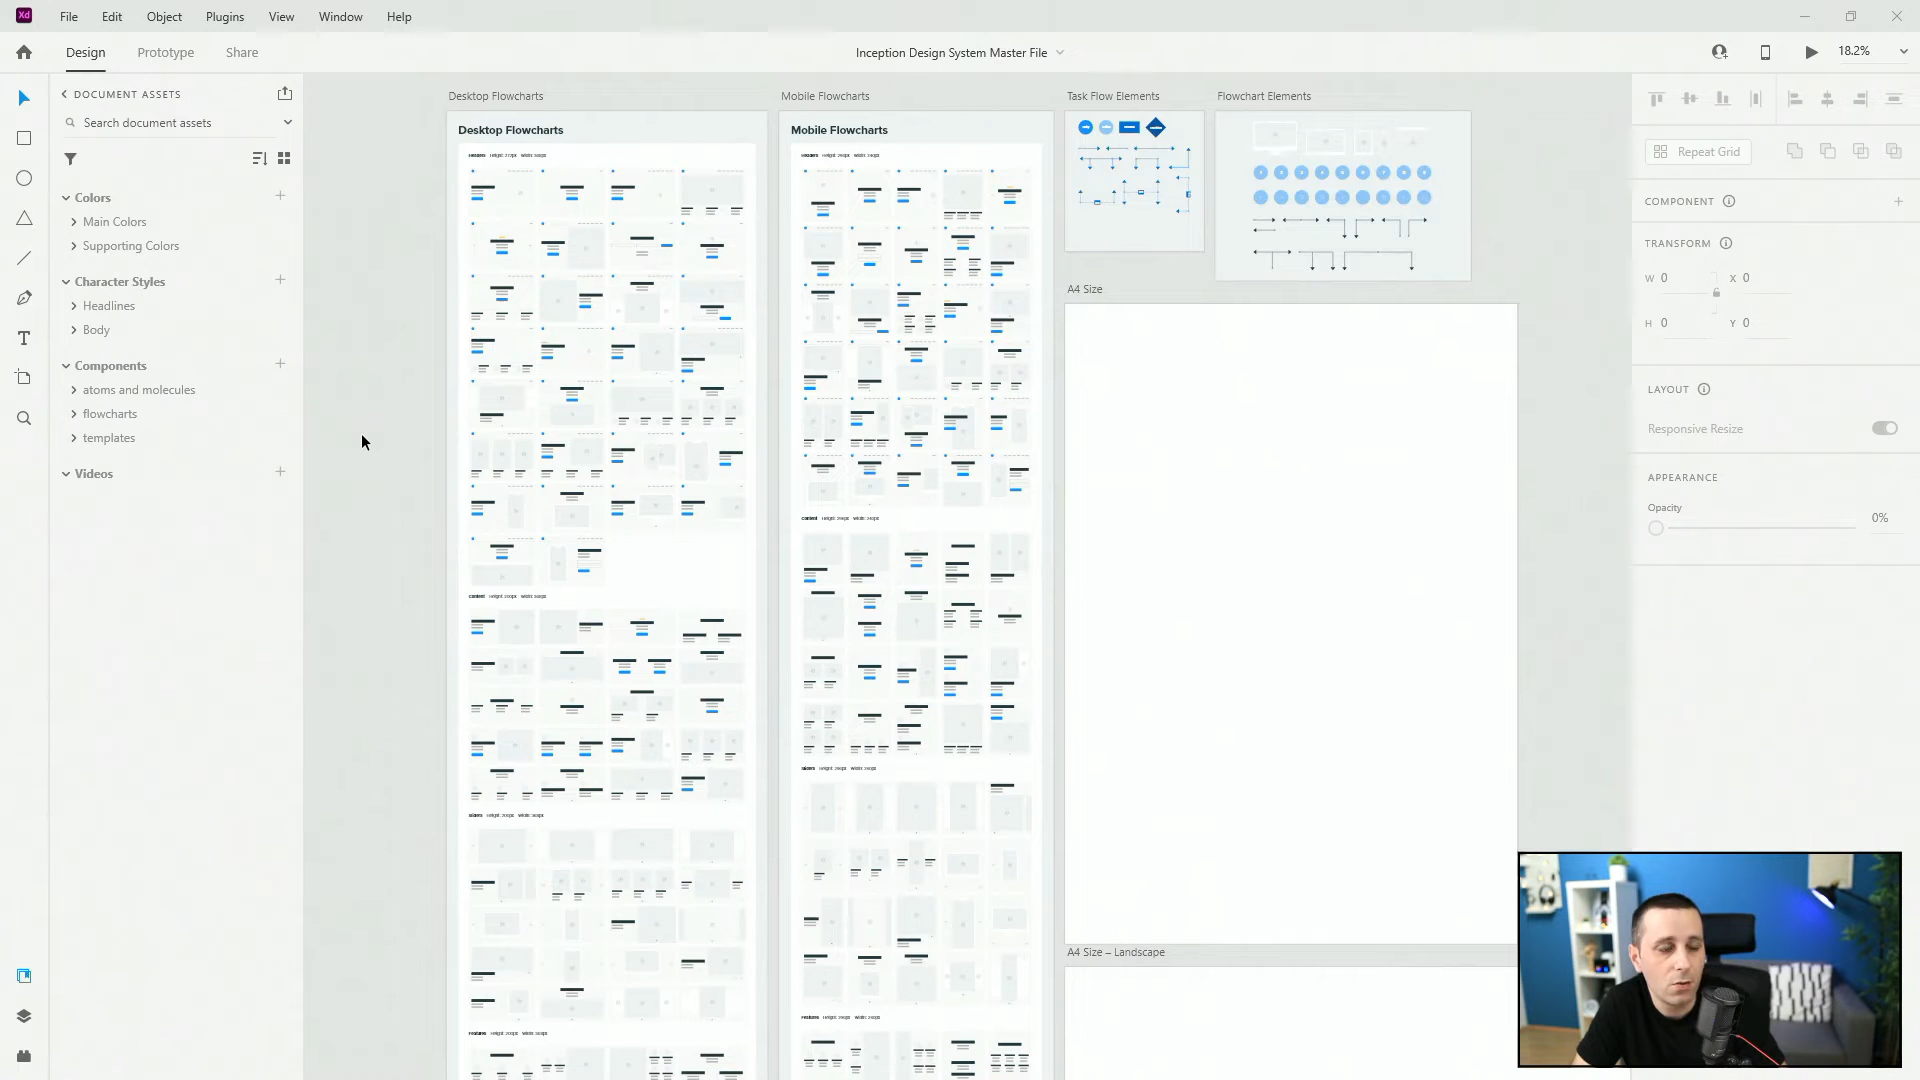 Xd File Edit Object Plugins View Window Help
Design Prototype Share
Inception Design System Master File
18.2%
DOCUMENT ASSETS
Search document assets
Colors
Main Colors
Supporting Colors
Character Styles
Headlines
Body
Components
atoms and molecules
flowcharts
templates
Videos
Desktop Flowcharts
Desktop Flowcharts
Mobile Flowcharts
Mobile Flowcharts
Task Flow Elements
Flowchart Elements
A4 Size
A4 Size – Landscape
Repeat Grid
COMPONENT
TRANSFORM
W 0 X 0
H 0 Y 0
LAYOUT
Responsive Resize
APPEARANCE
Opacity
0%